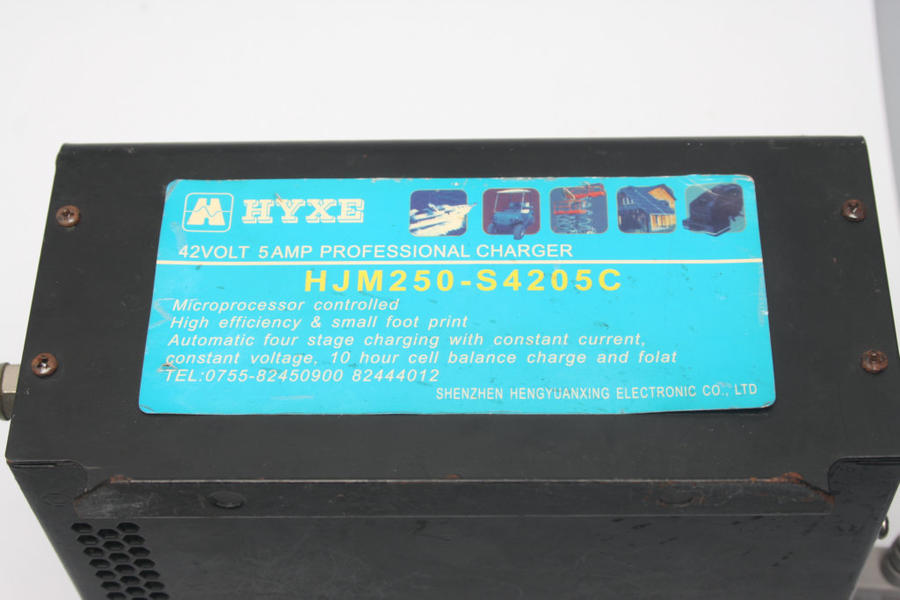 HYXE
42VOLT 5AMP PROFESSIONAL CHARGER
HJM250-S4205C
Microprocessor controlled
High efficiency & small foot print
Automatic four stage charging with constant current,
constant voltage, 10 hour cell balance charge and folat
TEL:0755-82450900 82444012
SHENZHEN HENGYUANXING ELECTRONIC CO., LTD